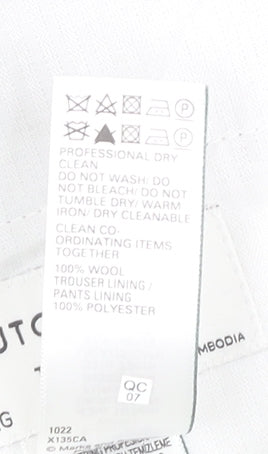 P
P
PROFESSIONAL DRY
CLEAN
DO NOT WASH/ DO
NOT BLEACH/ DO NOT
TUMBLE DRY/ WARM
IRON/ DRY CLEANABLE
CLEAN CO-
ORDINATING ITEMS
TOGETHER
100% WOOL
TROUSER LINING /
PANTS LINING
100% POLYESTER
MBODIA
QC
07
G
1022
X135CA